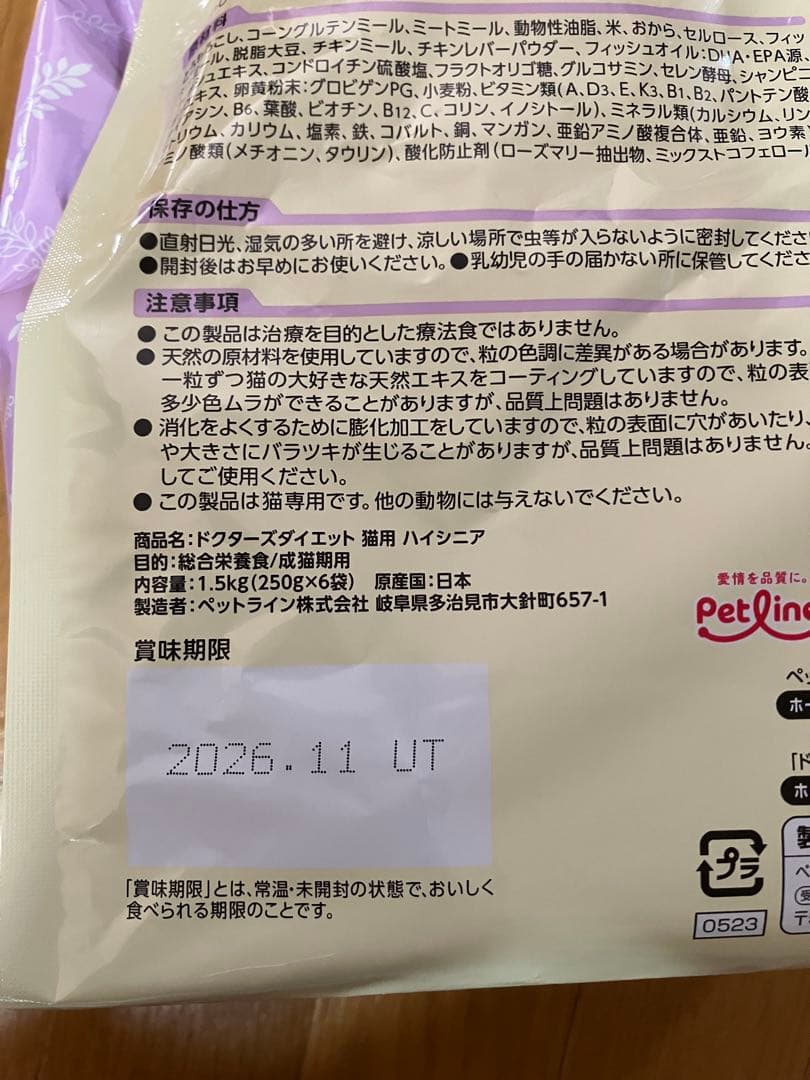 原材料
うもろこし、コーングルテンミール、ミートミール、動物性油脂、米、おから、セルロース、フィッ
ール、脱脂大豆、チキンミール、チキンレバーパウダー、フィッシュオイル:DHA・EPA源、
シュエキス、コンドロイチン硫酸塩、フラクトオリゴ糖、グルコサミン、セレン酵母、シャンピニ
エキス、卵黄粉末:グロビゲンPG、小麦粉、ビタミン類(A、D3、E、K3、B1、B2、パントテン酸
アシン、B6、葉酸、ビオチン、B12、C、コリン、イノシトール)、ミネラル類(カルシウム、リン
トリウム、カリウム、塩素、鉄、コバルト、銅、マンガン、亜鉛アミノ酸複合体、亜鉛、ヨウ素
ミノ酸類(メチオニン、タウリン)、酸化防止剤(ローズマリー抽出物、ミックストコフェロール
保存の仕方
●直射日光、湿気の多い所を避け、涼しい場所で虫等が入らないように密封してくださ
●開封後はお早めにお使いください。●乳幼児の手の届かない所に保管してくださ
注意事項
● この製品は治療を目的とした療法食ではありません。
● 天然の原材料を使用していますので、粒の色調に差異がある場合があります。
一粒ずつ猫の大好きな天然エキスをコーティングしていますので、粒の表
多少色ムラができることがありますが、品質上問題はありません。
● 消化をよくするために膨化加工をしていますので、粒の表面に穴があいたり、
や大きさにバラツキが生じることがありますが、品質上問題はありません。
してご使用ください。
● この製品は猫専用です。他の動物には与えないでください。
商品名:ドクターズダイエット 猫用 ハイシニア
目的:総合栄養食/成猫期用
内容量:1.5kg(250g×6袋) 原産国:日本
製造者:ペットライン株式会社 岐阜県多治見市大針町657-1
愛情を品質に。
Petline
賞味期限
2026.11 UT
ペッ
ホー
「ド
ホ
プラ
0523
製
ペ
受
〒
「賞味期限」とは、常温・未開封の状態で、おいしく
食べられる期限のことです。